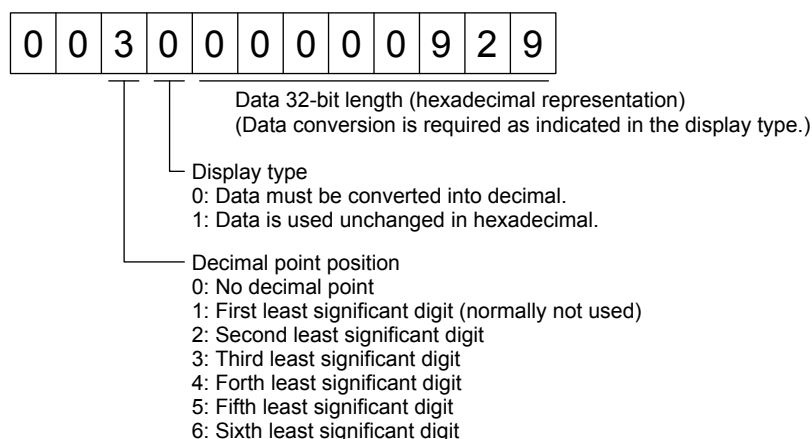 0 0 3 0 0 0 0 0 0 9 2 9
Data 32-bit length (hexadecimal representation)
(Data conversion is required as indicated in the display type.)
Display type
0: Data must be converted into decimal.
1: Data is used unchanged in hexadecimal.
Decimal point position
0: No decimal point
1: First least significant digit (normally not used)
2: Second least significant digit
3: Third least significant digit
4: Forth least significant digit
5: Fifth least significant digit
6: Sixth least significant digit